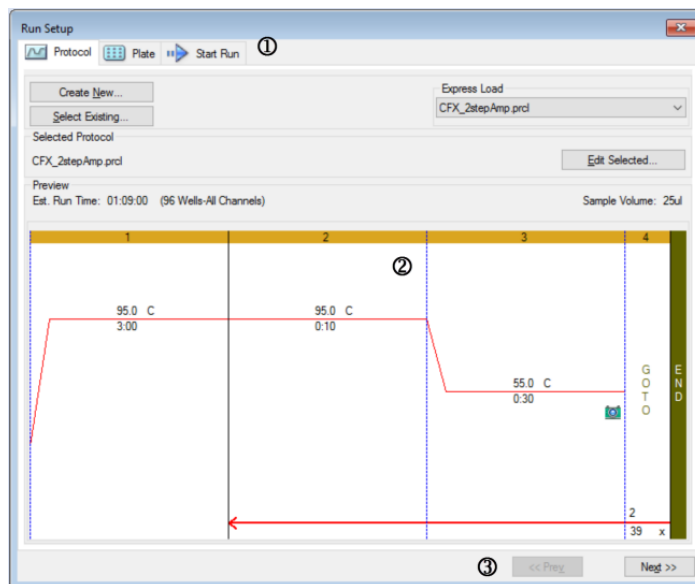 Run Setup
Protocol Plate Start Run ①
Create New...
Select Existing...
Express Load
CFX_2stepAmp.prcl
Selected Protocol
CFX_2stepAmp.prcl
Edit Selected...
Preview
Est. Run Time: 01:09:00 (96 Wells-All Channels) Sample Volume: 25ul
1 2 3 4
②
95.0 C 95.0 C
3:00 0:10
55.0 C
0:30
GOTO
END
2
39 x
③ << Prev Next >>